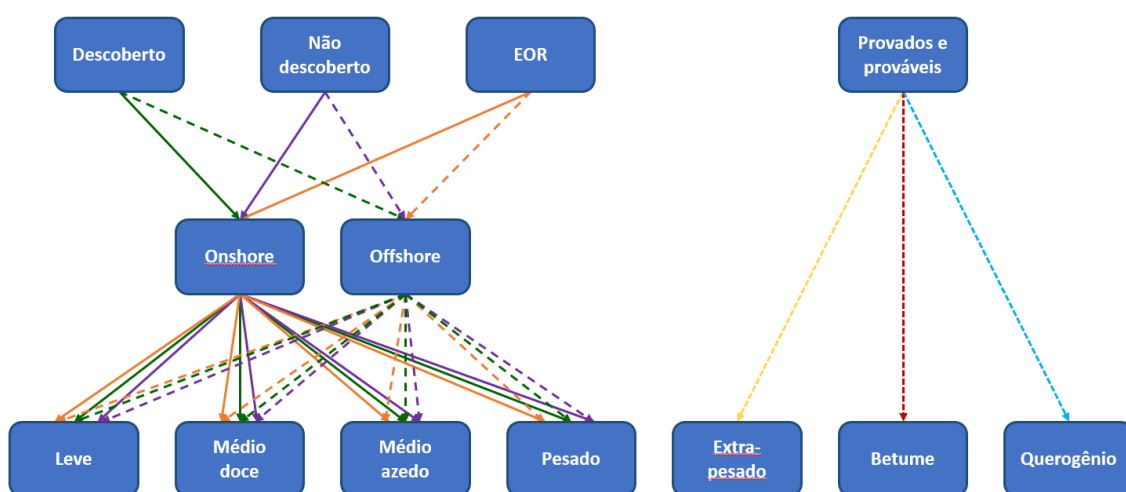 Descoberto
Não
descoberto
EOR
Provados e
prováveis
Onshore
Offshore
Leve
Médio
doce
Médio
azedo
Pesado
Extra-
pesado
Betume
Querogênio